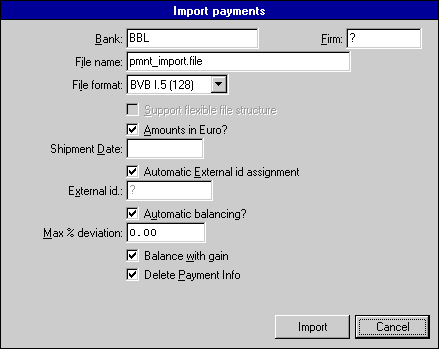 Import payments
Bank: BBL Firm: ?
File name: pmnt_import.file
File format: BVB I.5 (128)
Support flexible file structure
Amounts in Euro?
Shipment Date:
Automatic External id assignment
External id.: ?
Automatic balancing?
Max % deviation: 0.00
Balance with gain
Delete Payment Info
Import Cancel